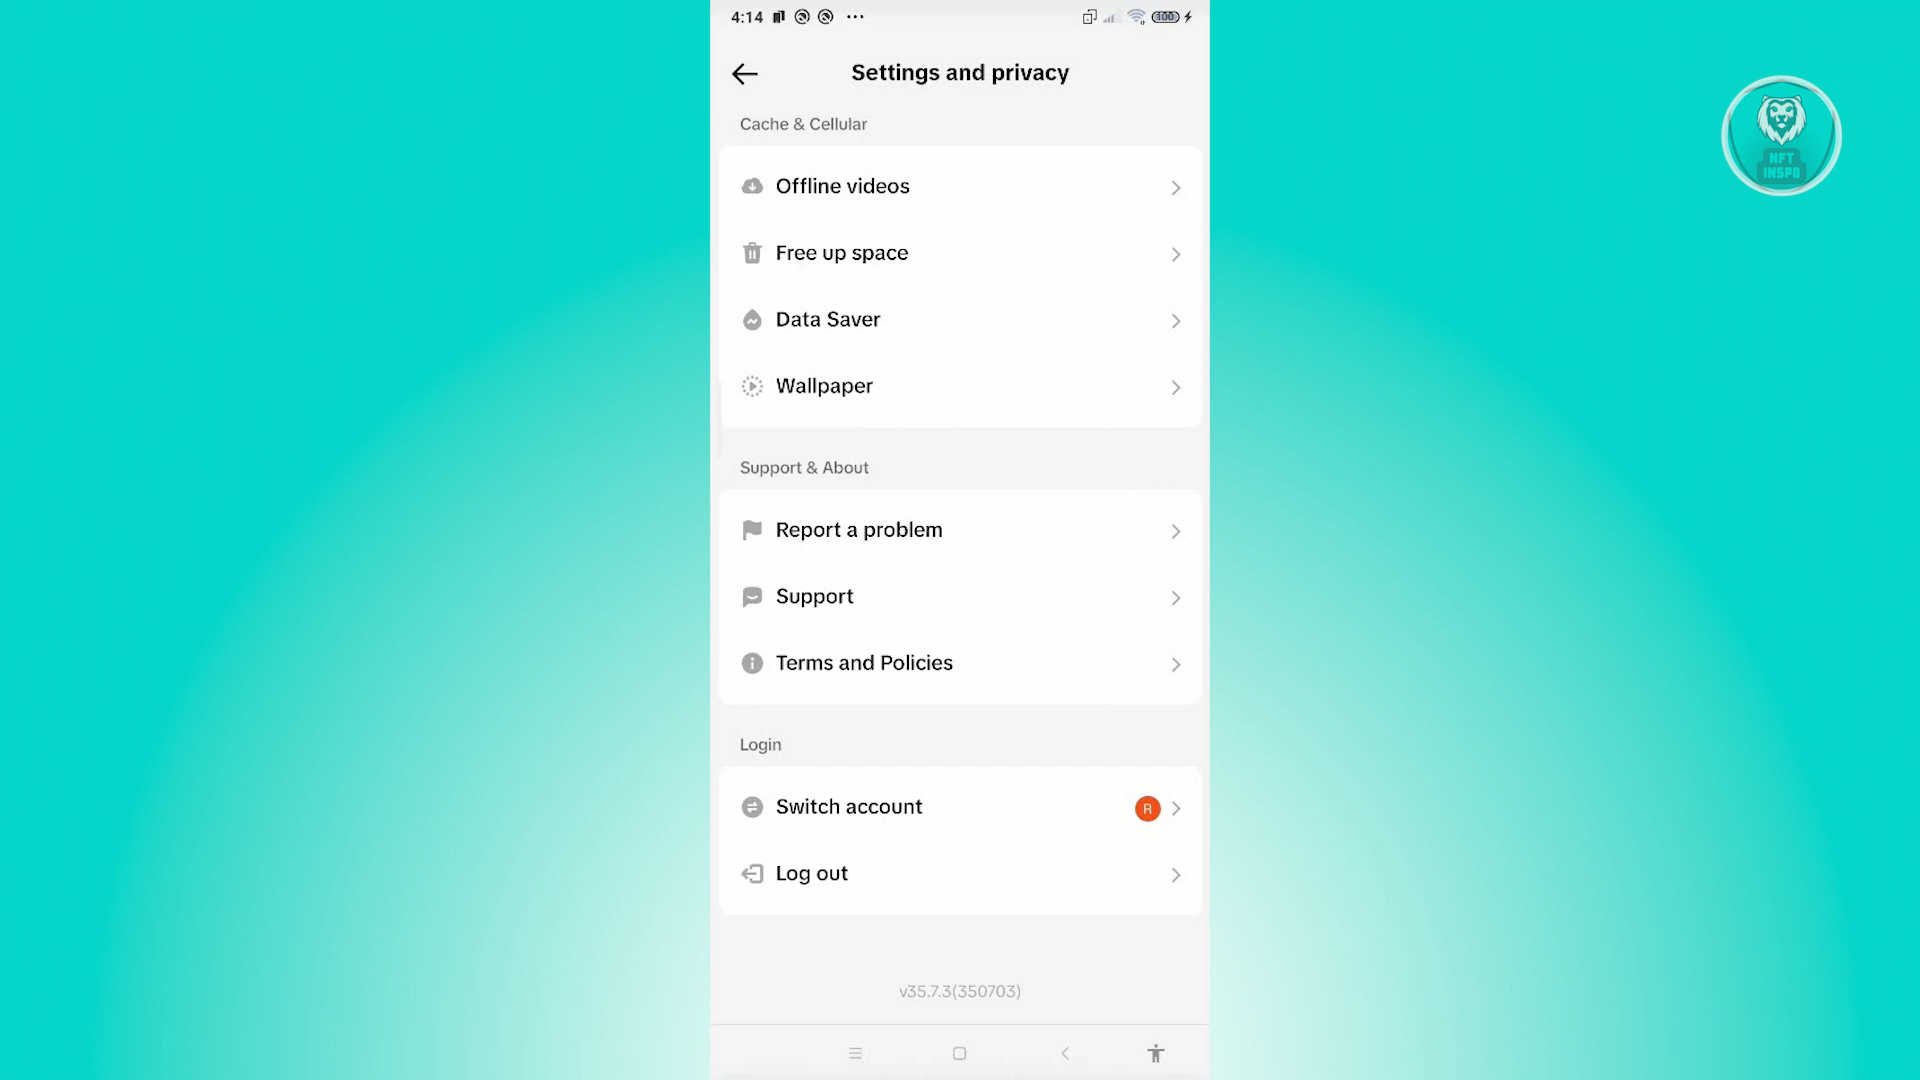 4:14
100
Settings and privacy
NFT
INSPO
Cache & Cellular
Offline videos
Free up space
Data Saver
Wallpaper
Support & About
Report a problem
Support
Terms and Policies
Login
Switch account
R
Log out
v35.7.3(350703)